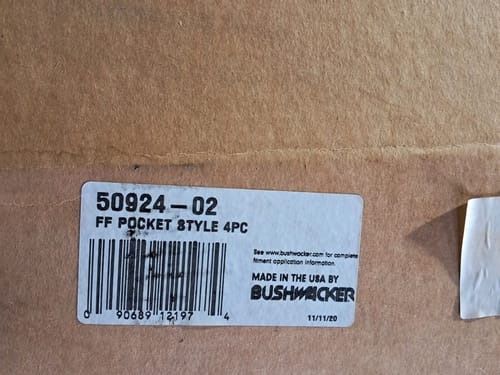 50924-02
FF POCKET STYLE 4PC
See www.bushwacker.com for complete
fitment application information.
MADE IN THE USA BY
BUSHWACKER
0 90689 12197 4
11/11/20